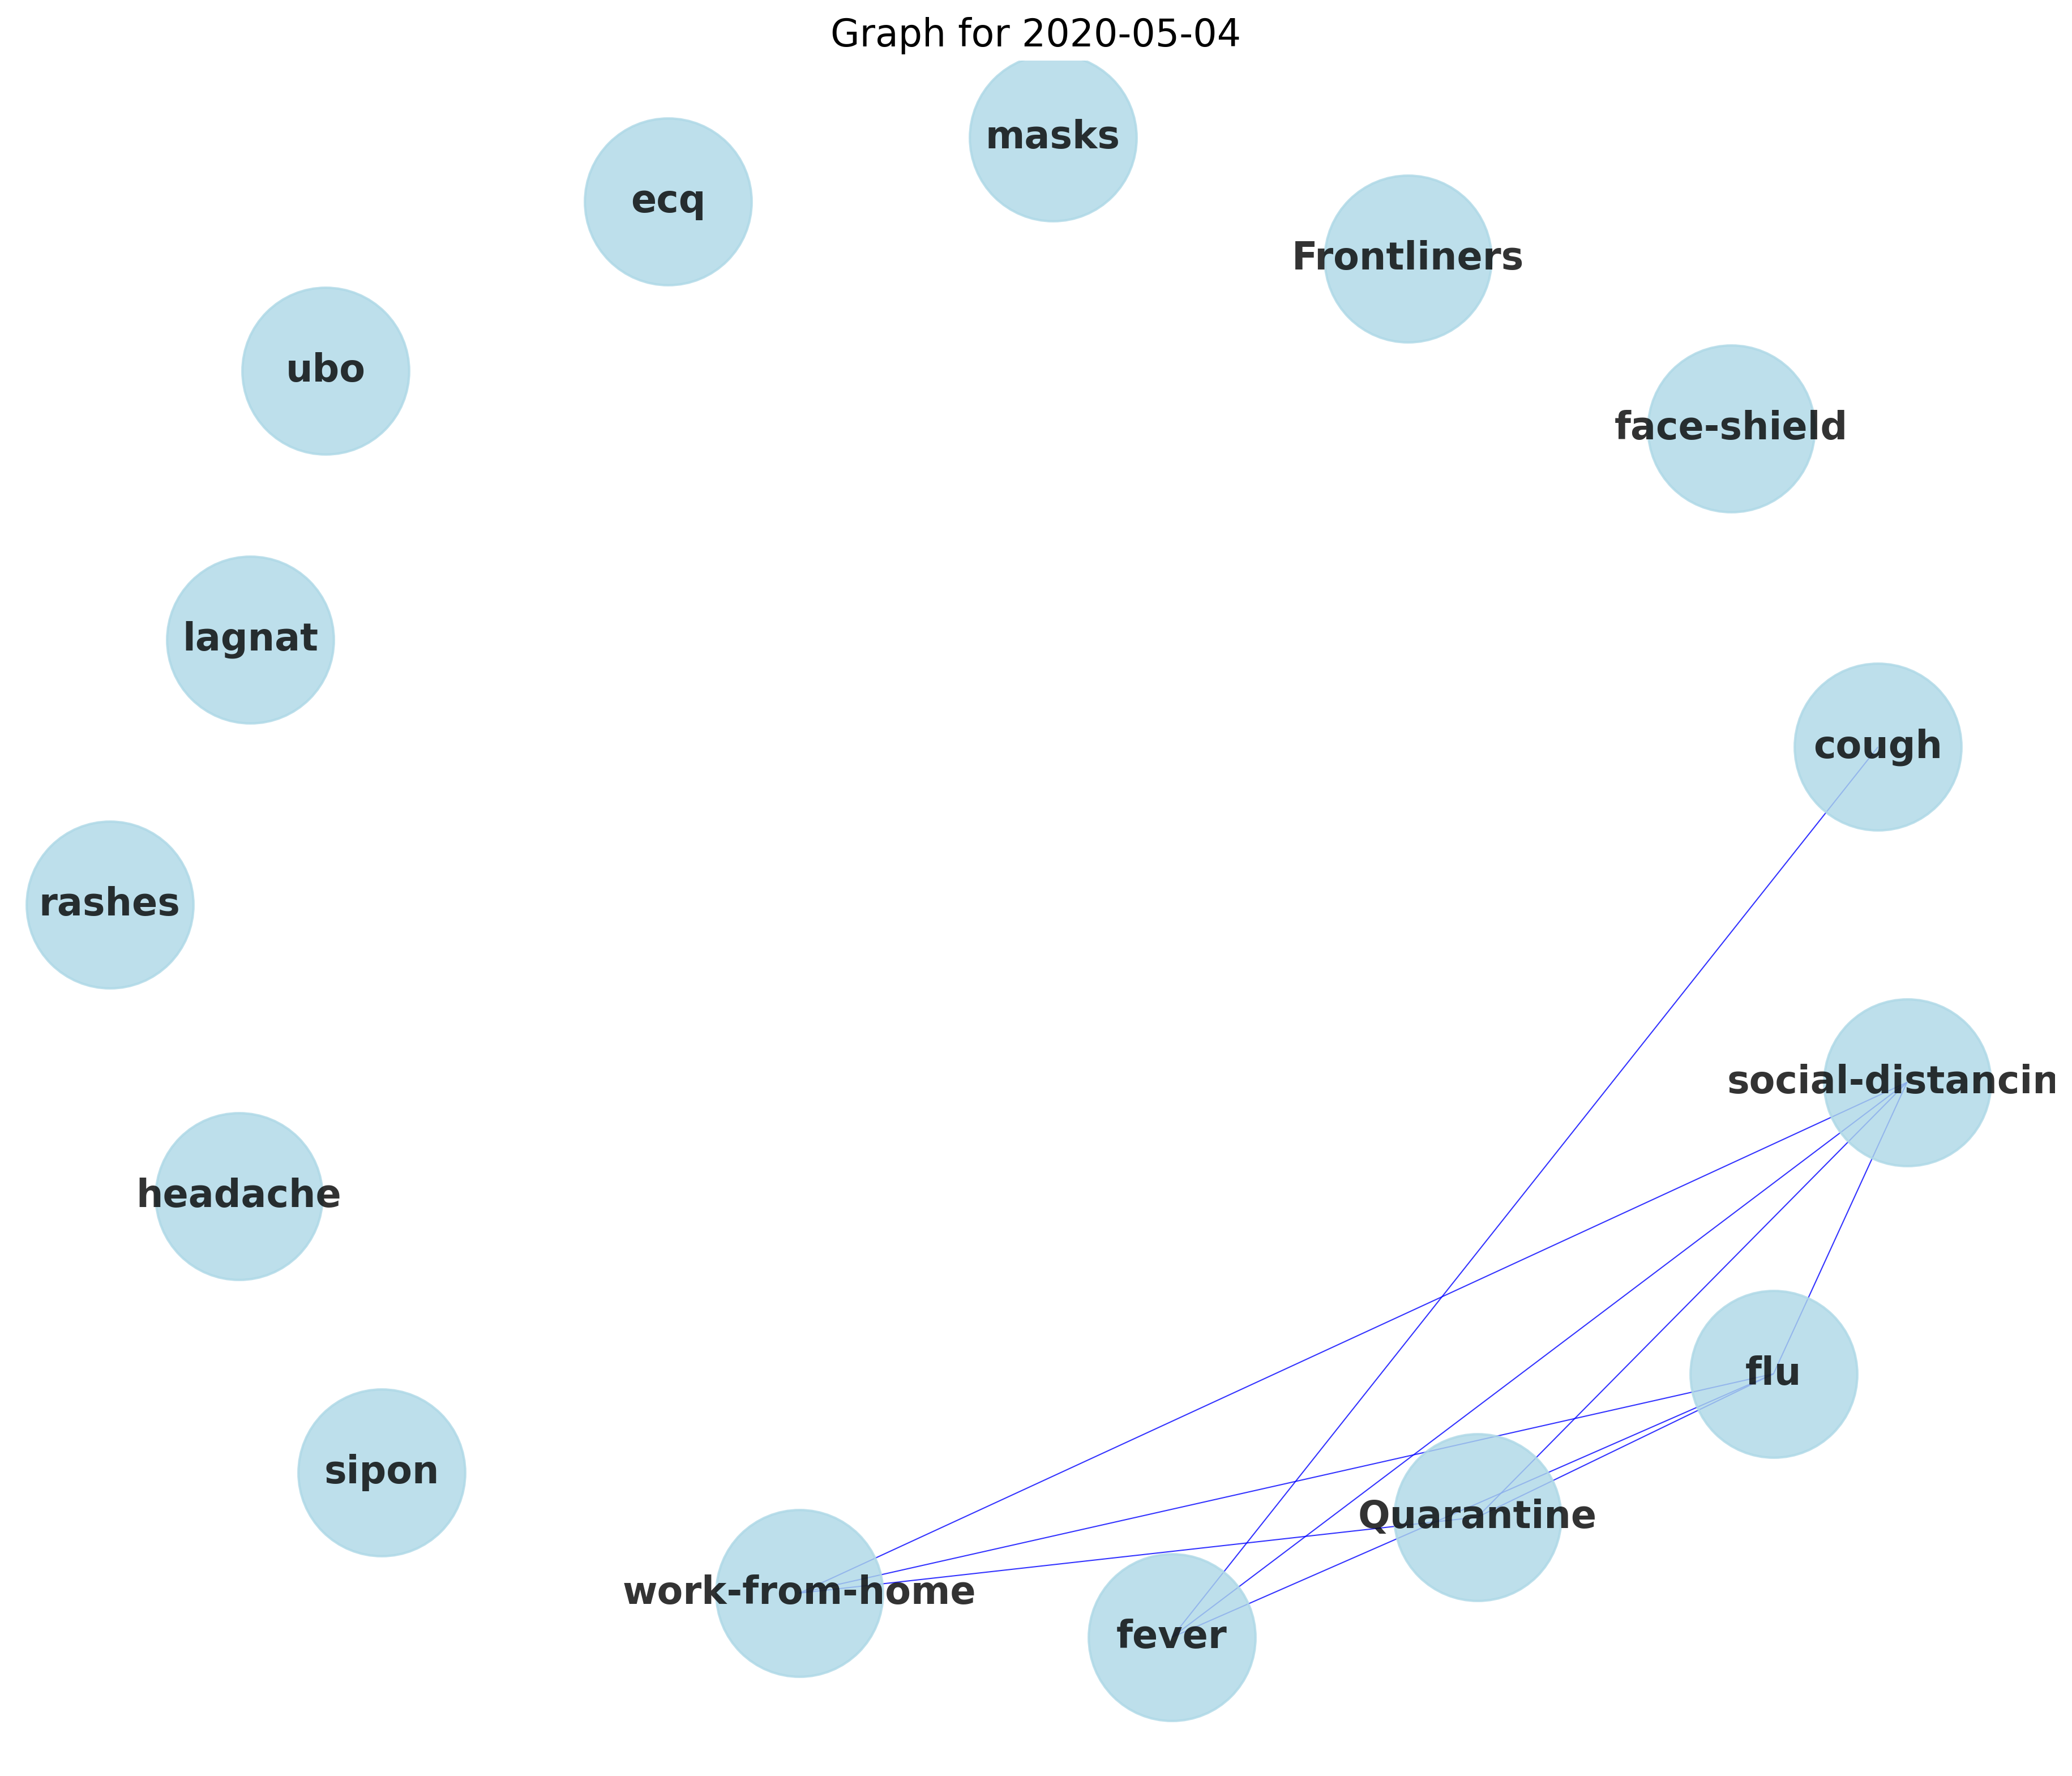 Graph for 2020-05-04
masks
ecq
Frontliners
ubo
face-shield
lagnat
cough
rashes
social-distancin
headache
flu
sipon
Quarantine
work-from-home
fever